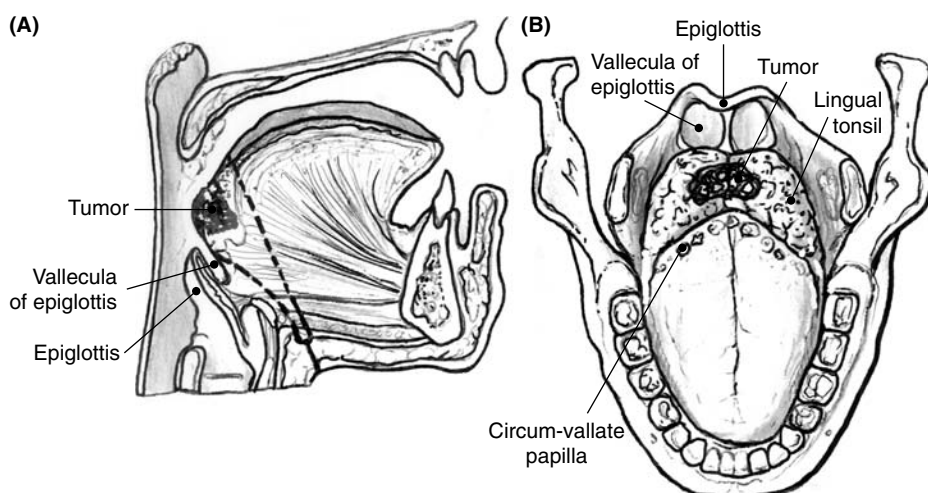 (A)
Tumor
Vallecula
of epiglottis
Epiglottis
(B)
Epiglottis
Vallecula of
epiglottis
Tumor
Lingual
tonsil
Circum-vallate
papilla